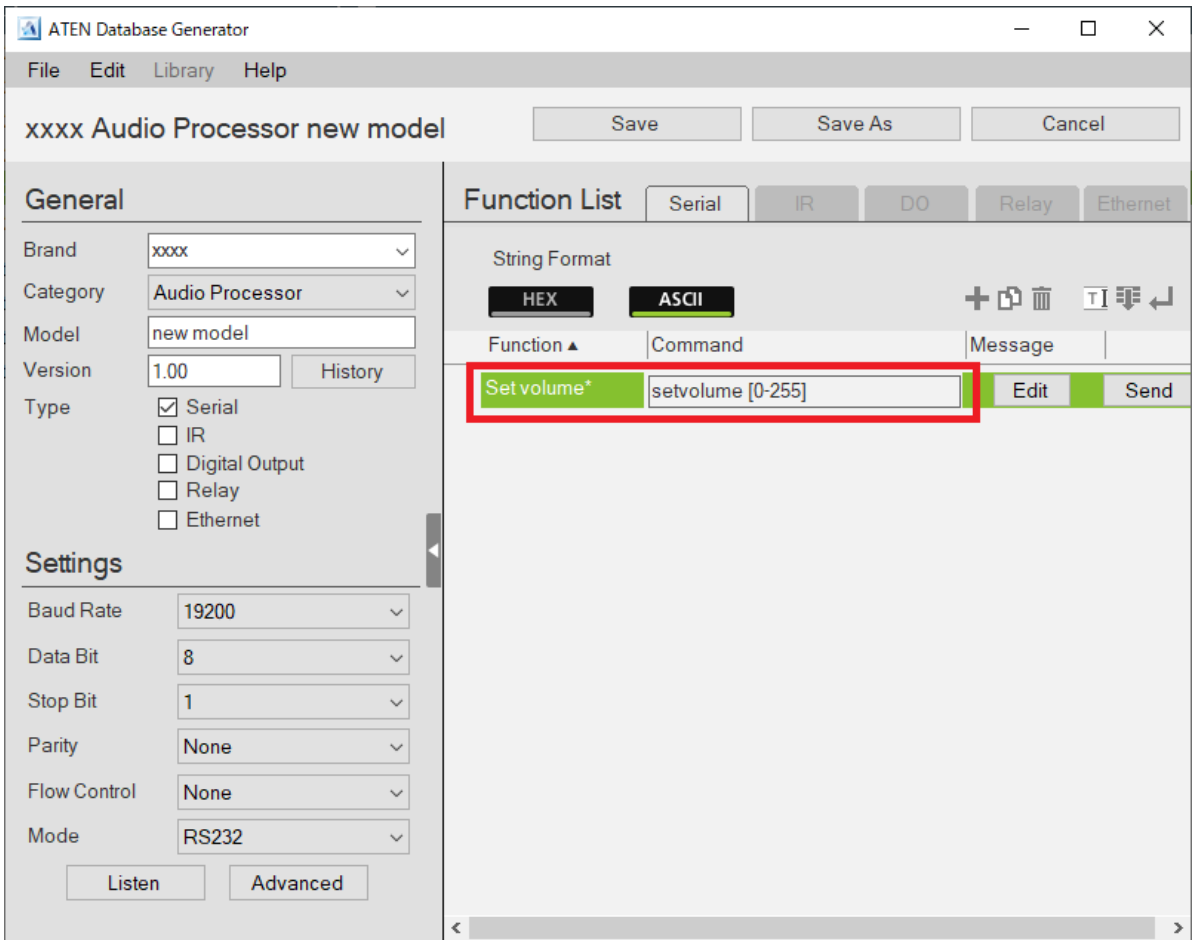 ATEN Database Generator
File Edit Library Help
xxxx Audio Processor new model Save Save As Cancel
General
Brand xxxx
Category Audio Processor
Model new model
Version 1.00 History
Type Serial
IR
Digital Output
Relay
Ethernet
Settings
Baud Rate 19200
Data Bit 8
Stop Bit 1
Parity None
Flow Control None
Mode RS232
Listen Advanced
Function List Serial IR DO Relay Ethernet
String Format
HEX ASCII
Function ▲ Command Message
Set volume* setvolume [0-255] Edit Send